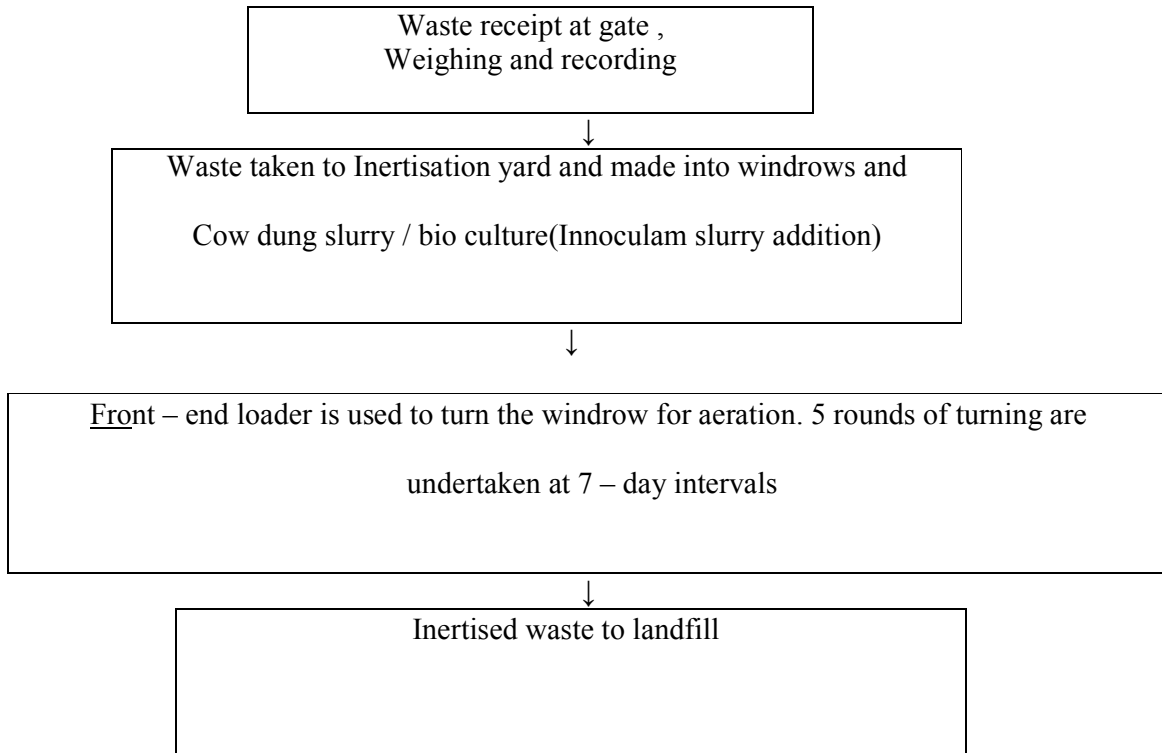 Waste receipt at gate ,
Weighing and recording
↓
Waste taken to Inertisation yard and made into windrows and
Cow dung slurry / bio culture(Innoculam slurry addition)
↓
Front – end loader is used to turn the windrow for aeration. 5 rounds of turning are
undertaken at 7 – day intervals
↓
Inertised waste to landfill